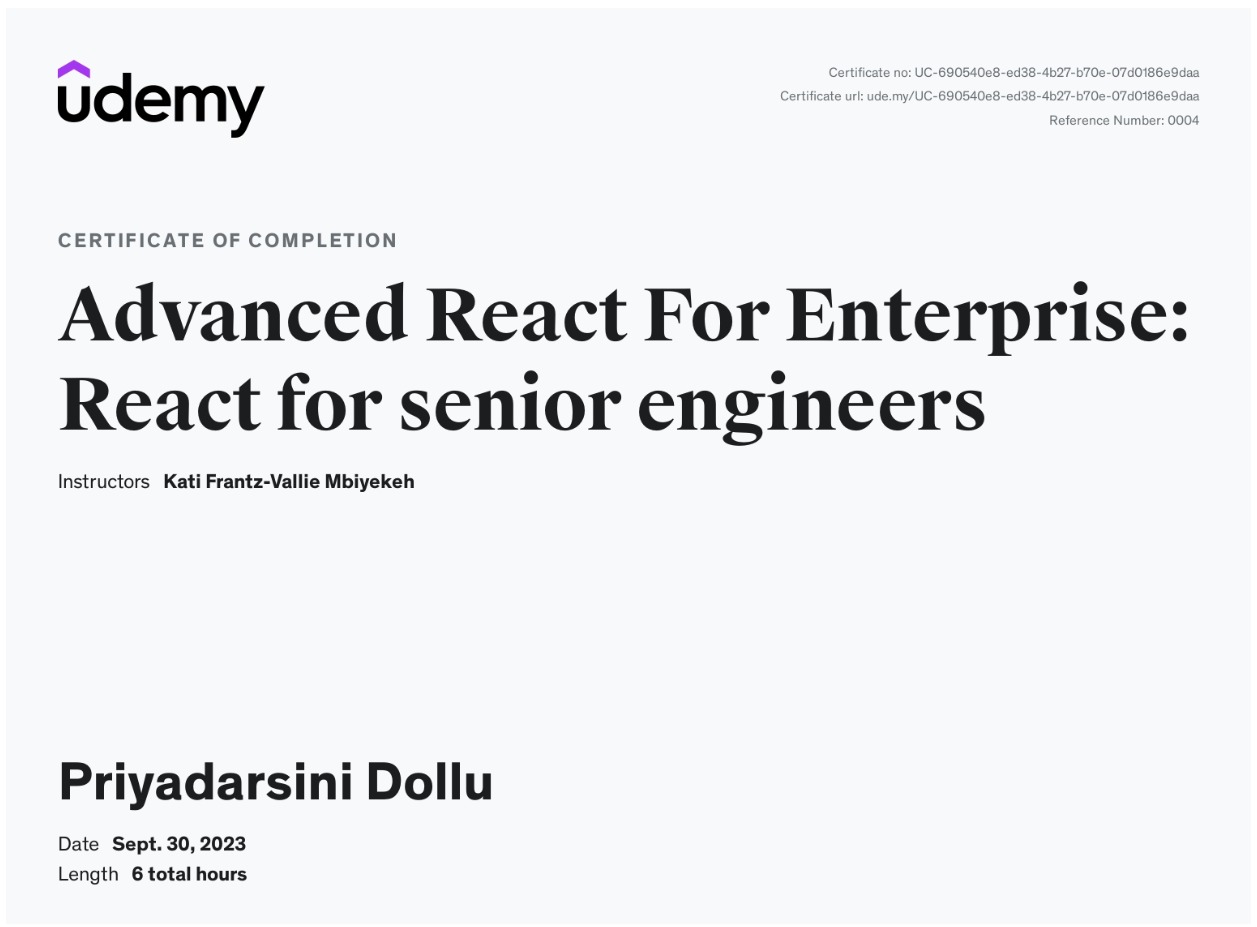 udemy
Certificate no: UC-690540e8-ed38-4b27-b70e-07d0186e9daa
Certificate url: ude.my/UC-690540e8-ed38-4b27-b70e-07d0186e9daa
Reference Number: 0004
CERTIFICATE OF COMPLETION
Advanced React For Enterprise:
React for senior engineers
Instructors Kati Frantz-Vallie Mbiyekeh
Priyadarsini Dollu
Date Sept. 30, 2023
Length 6 total hours